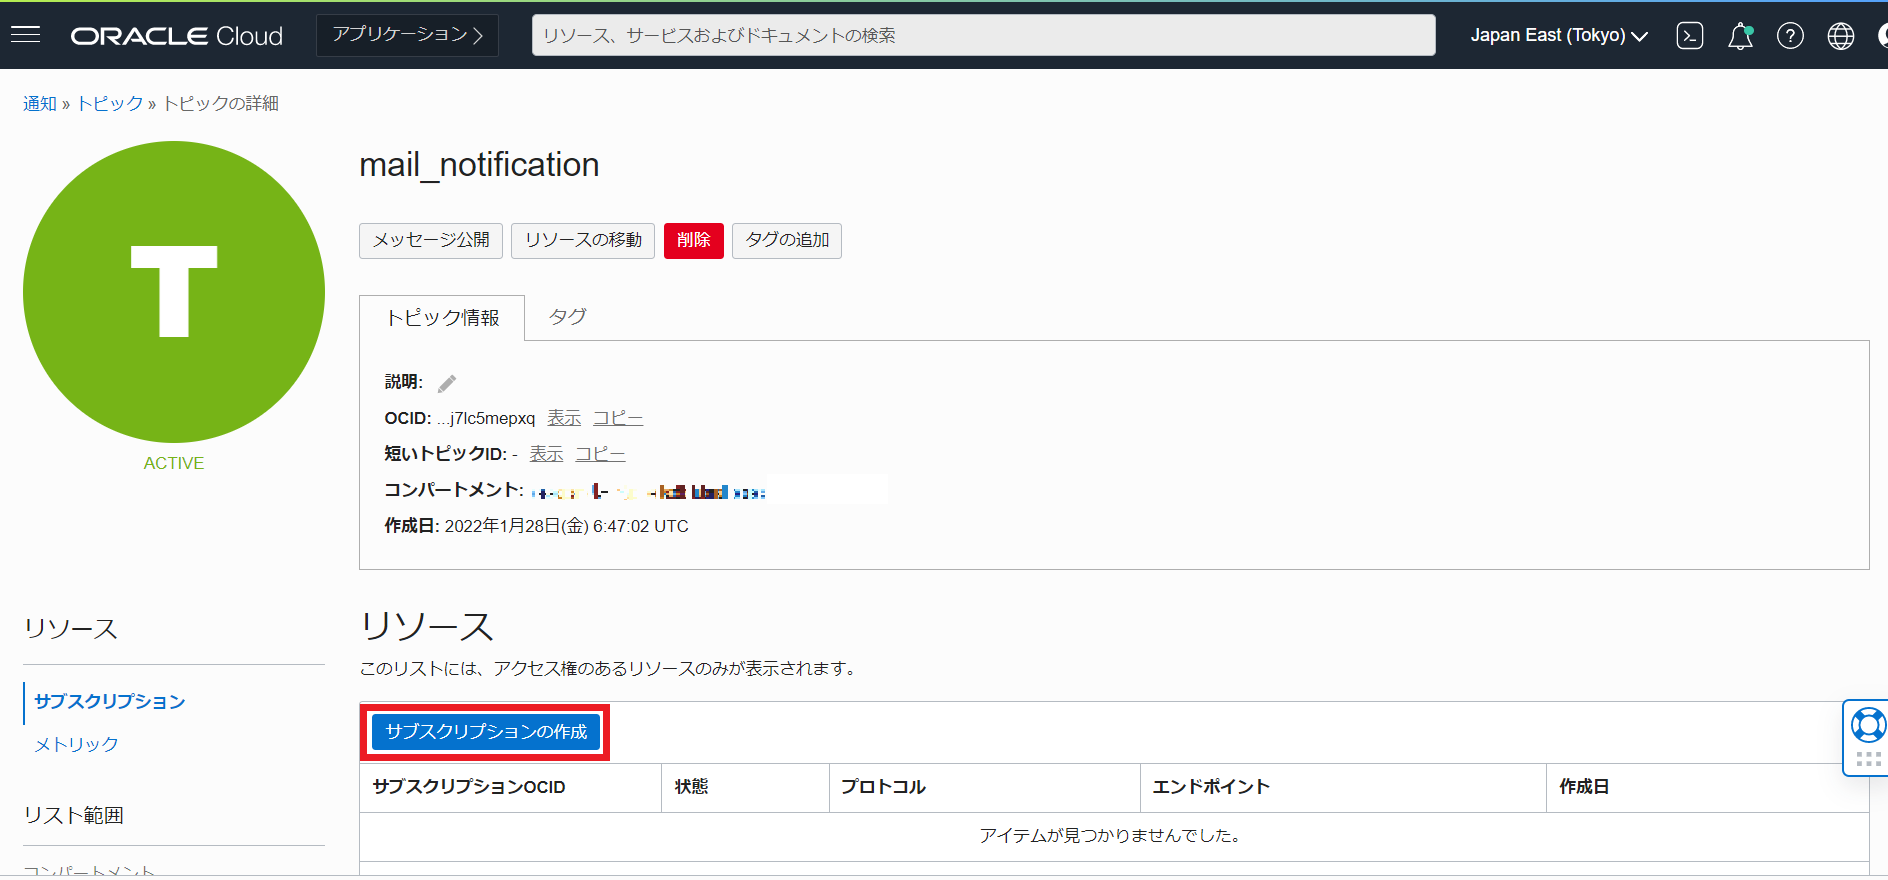 ORACLE Cloud アプリケーション リソース、サービスおよびドキュメントの検索 Japan East (Tokyo)
通知 » トピック » トピックの詳細
T
ACTIVE
mail_notification
メッセージ公開 リソースの移動 削除 タグの追加
トピック情報 タグ
説明:
OCID: ...j7lc5mepxq 表示 コピー
短いトピックID: - 表示 コピー
コンパートメント:
作成日: 2022年1月28日(金) 6:47:02 UTC
リソース
サブスクリプション
メトリック
リスト範囲
コンパートメント
リソース
このリストには、アクセス権のあるリソースのみが表示されます。
サブスクリプションの作成
サブスクリプションOCID 状態 プロトコル エンドポイント 作成日
アイテムが見つかりませんでした。